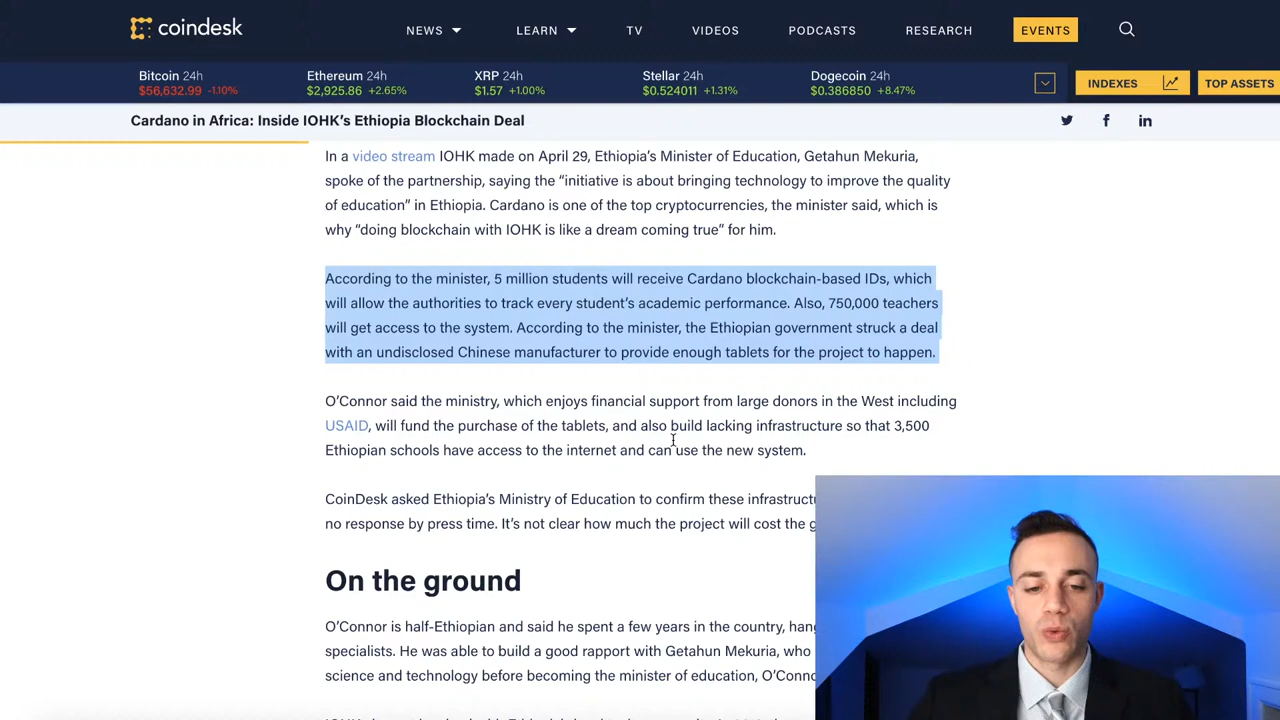 coindesk
NEWS LEARN TV VIDEOS PODCASTS RESEARCH EVENTS
Bitcoin 24h Ethereum 24h XRP 24h Stellar 24h Dogecoin 24h
$56,632.99 -1.10% $2,925.86 +2.65% $1.57 +1.00% $0.524011 +1.31% $0.386850 +8.47% INDEXES TOP ASSETS
Cardano in Africa: Inside IOHK’s Ethiopia Blockchain Deal
In a video stream IOHK made on April 29, Ethiopia’s Minister of Education, Getahun Mekuria,
spoke of the partnership, saying the “initiative is about bringing technology to improve the quality
of education” in Ethiopia. Cardano is one of the top cryptocurrencies, the minister said, which is
why “doing blockchain with IOHK is like a dream coming true” for him.
According to the minister, 5 million students will receive Cardano blockchain-based IDs, which
will allow the authorities to track every student’s academic performance. Also, 750,000 teachers
will get access to the system. According to the minister, the Ethiopian government struck a deal
with an undisclosed Chinese manufacturer to provide enough tablets for the project to happen.
O’Connor said the ministry, which enjoys financial support from large donors in the West including
USAID, will fund the purchase of the tablets, and also build lacking infrastructure so that 3,500
Ethiopian schools have access to the internet and can use the new system.
CoinDesk asked Ethiopia’s Ministry of Education to confirm these
no response by press time. It’s not clear how much the project will cost the
On the ground
O’Connor is half-Ethiopian and said he spent a few years in the country,
specialists. He was able to build a good rapport with Getahun Mekuria, who
science and technology before becoming the minister of education,